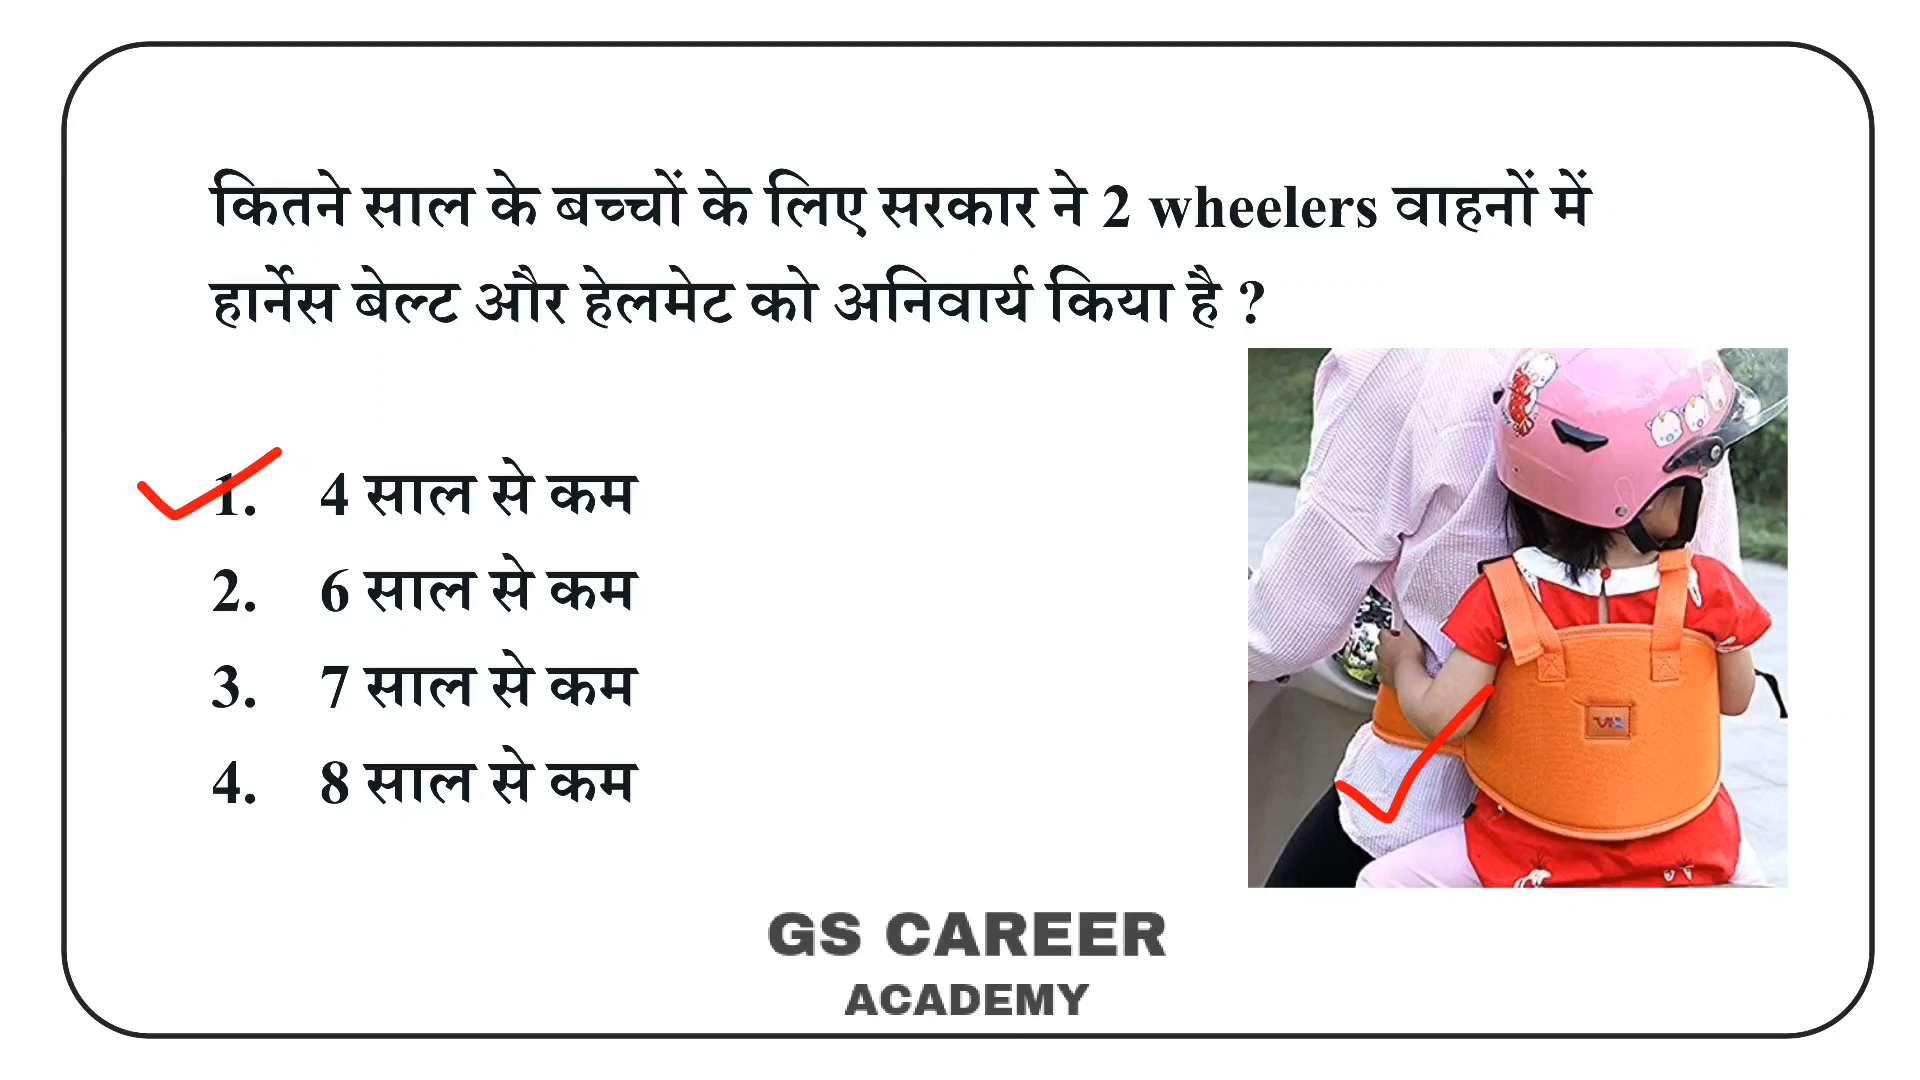 कितने साल के बच्चों के लिए सरकार ने 2 wheelers वाहनों में
हार्नेस बेल्ट और हेलमेट को अनिवार्य किया है ?
1. 4 साल से कम
2. 6 साल से कम
3. 7 साल से कम
4. 8 साल से कम
GS CAREER
ACADEMY